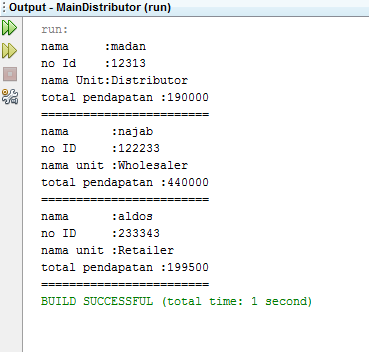 Output - MainDistributor (run)
run:
nama     :madan
no Id    :12313
nama Unit:Distributor
total pendapatan :190000
========================
nama      :najab
no ID     :122233
nama unit :Wholesaler
total pendapatan :440000
========================
nama      :aldos
no ID     :233343
nama unit :Retailer
total pendapatan :199500
========================
BUILD SUCCESSFUL (total time: 1 second)